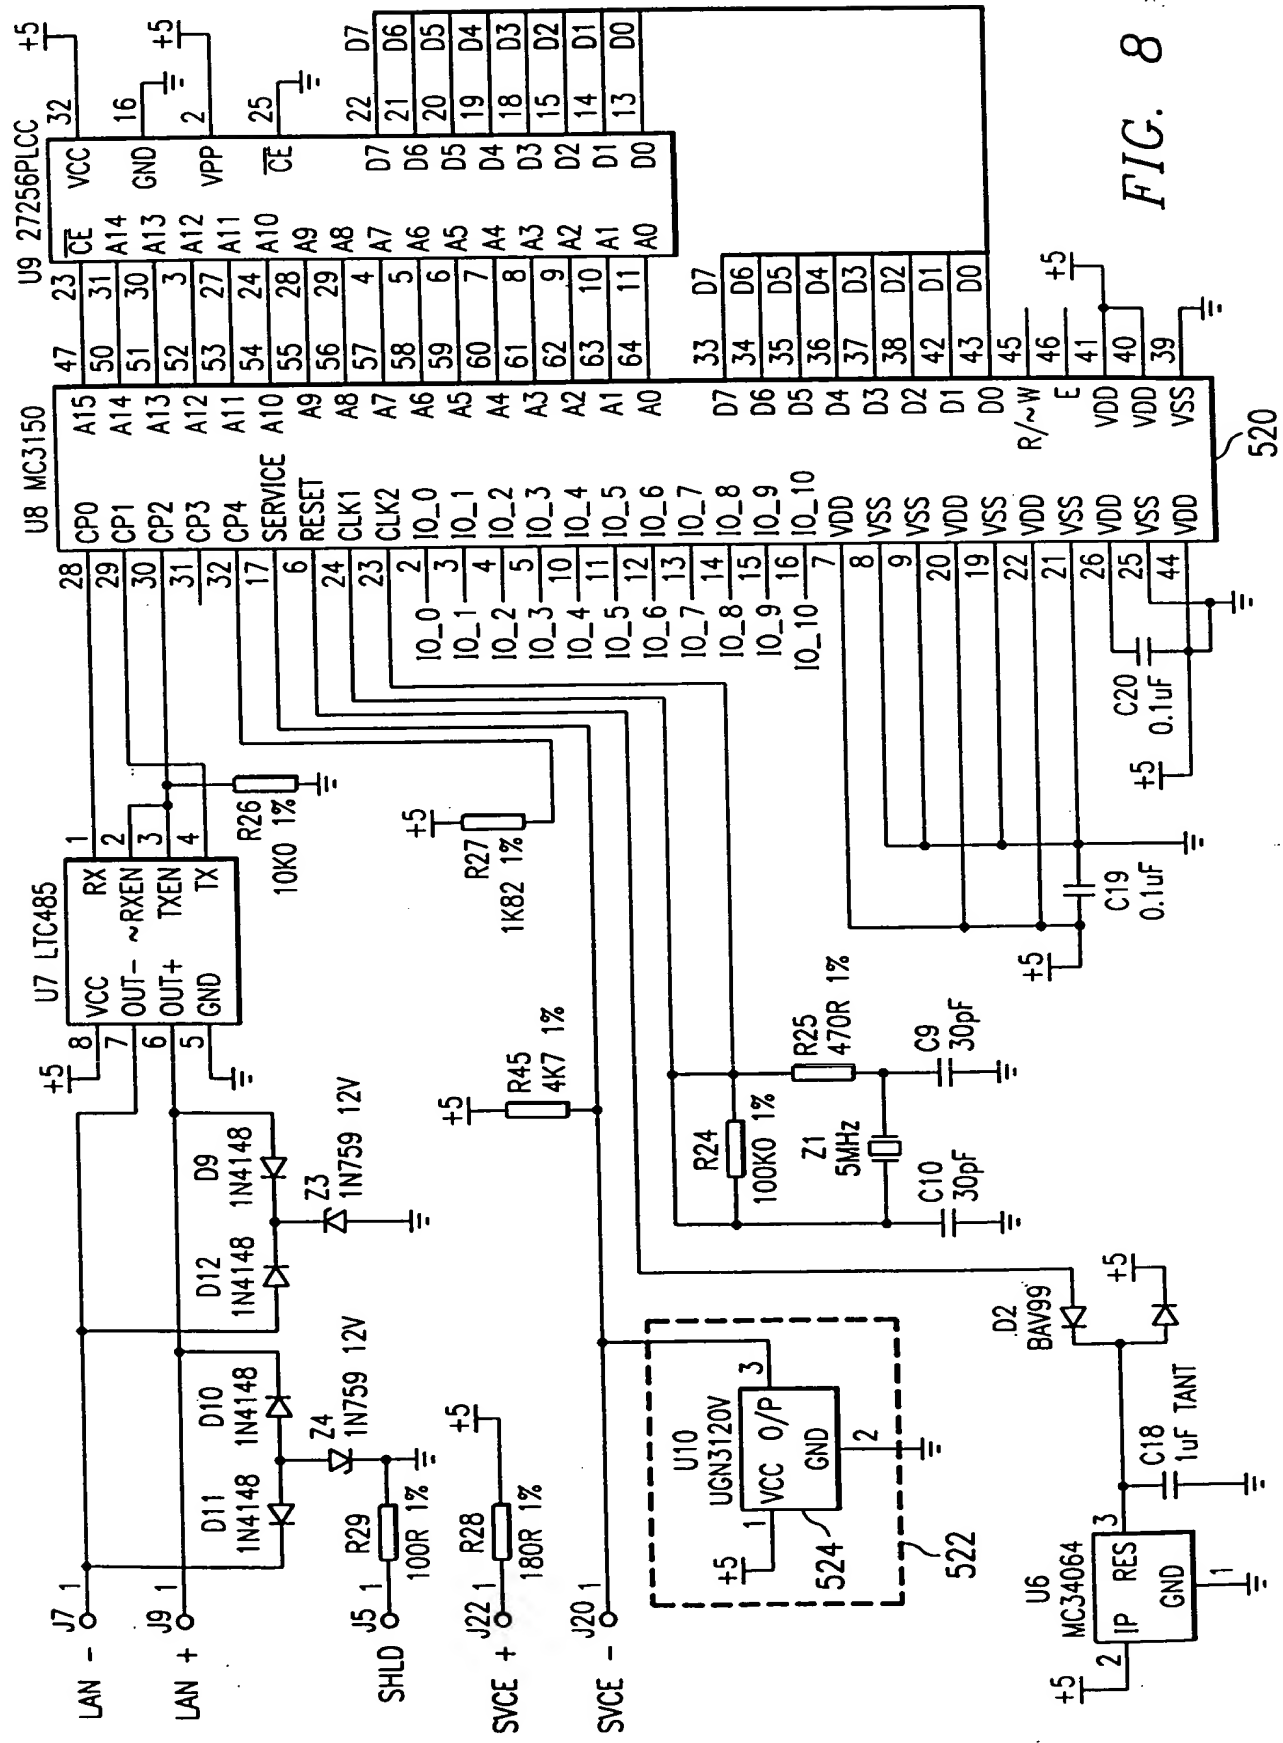 LAN - J7 1
LAN + J9 1
SHLD J5 1
SVCE + J22 1
SVCE - J20 1
D11
1N4148
D10
1N4148
D12
1N4148
D9
1N4148
Z4
1N759 12V
Z3
1N759 12V
R29
100R 1%
R28
180R 1%
+5
+5
R45
4K7 1%
U7 LTC485
+5
8 VCC
7 OUT-
6 OUT+
5 GND
RX 1
~RXEN 2
TXEN 3
TX 4
R26
10K0 1%
+5
R27
1K82 1%
U10
UGN3120V
VCC O/P
GND
+5
1
3
2
524
522
R24
100K0 1%
R25
470R 1%
Z1
5MHz
C10
30pF
C9
30pF
U6
MC34064
IP RES
GND
+5
2
3
1
C18
1uF TANT
D2
BAV99
+5
+5
C19
0.1uF
+5
C20
0.1uF
U8 MC3150
28 CP0
29 CP1
30 CP2
31 CP3
32 CP4
17 SERVICE
6 RESET
24 CLK1
23 CLK2
IO_0 2 IO_0
IO_1 3 IO_1
IO_2 4 IO_2
IO_3 5 IO_3
IO_4 10 IO_4
IO_5 11 IO_5
IO_6 12 IO_6
IO_7 13 IO_7
IO_8 14 IO_8
IO_9 15 IO_9
IO_10 16 IO_10
7 VDD
8 VSS
9 VSS
20 VDD
19 VSS
22 VDD
21 VSS
26 VDD
25 VSS
44 VDD
A15 47
A14 50
A13 51
A12 52
A11 53
A10 54
A9 55
A8 56
A7 57
A6 58
A5 59
A4 60
A3 61
A2 62
A1 63
A0 64
D7 33 D7
D6 34 D6
D5 35 D5
D4 36 D4
D3 37 D3
D2 38 D2
D1 42 D1
D0 43 D0
R/~W 45
E 46
VDD 41
VDD 40
VSS 39
+5
520
U9 27256PLCC
23 CE
31 A14
30 A13
3 A12
27 A11
24 A10
28 A9
29 A8
4 A7
5 A6
6 A5
7 A4
8 A3
9 A2
10 A1
11 A0
VCC 32 +5
GND 16
VPP 2 +5
CE 25
D7 22 D7
D6 21 D6
D5 20 D5
D4 19 D4
D3 18 D3
D2 15 D2
D1 14 D1
D0 13 D0
FIG. 8